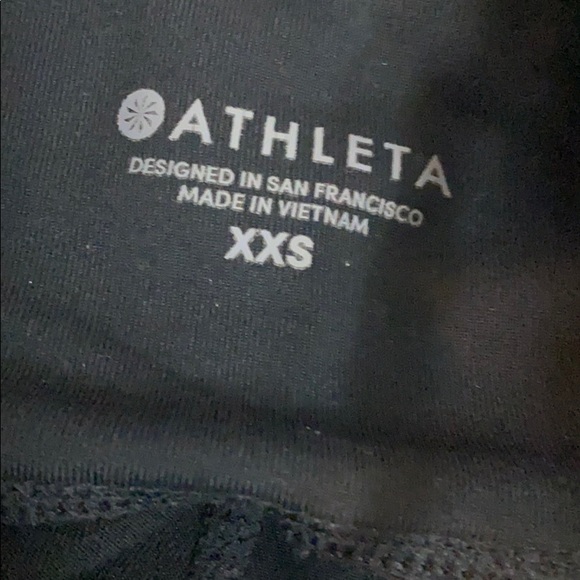 ATHLETA
DESIGNED IN SAN FRANCISCO
MADE IN VIETNAM
XXS